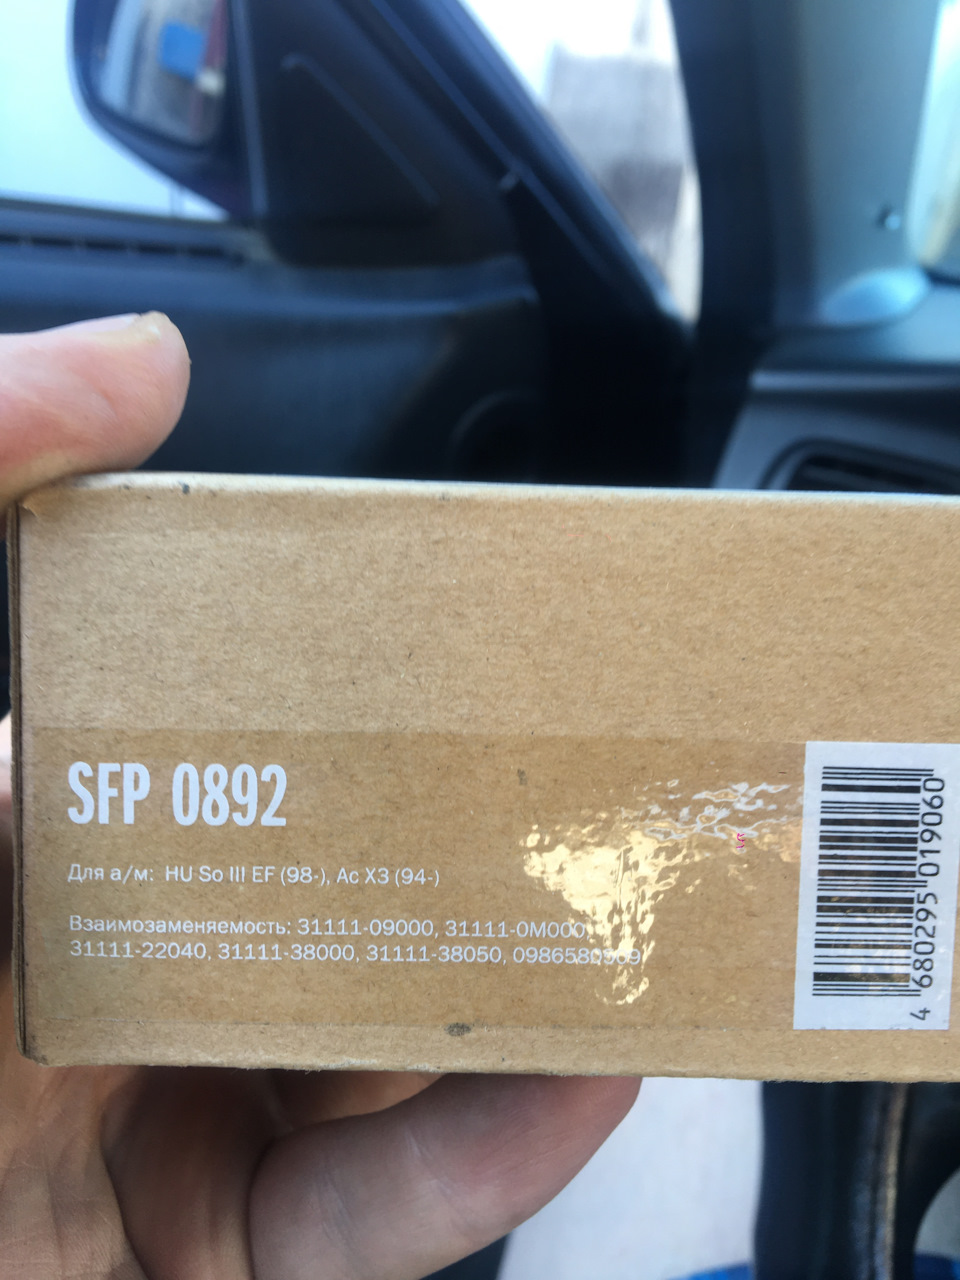 SFP 0892
Для а/м: HU So III EF (98-), Ac X3 (94-)
Взаимозаменяемость: 31111-09000, 31111-0M000,
31111-22040, 31111-38000, 31111-38050,
4 680295 019060